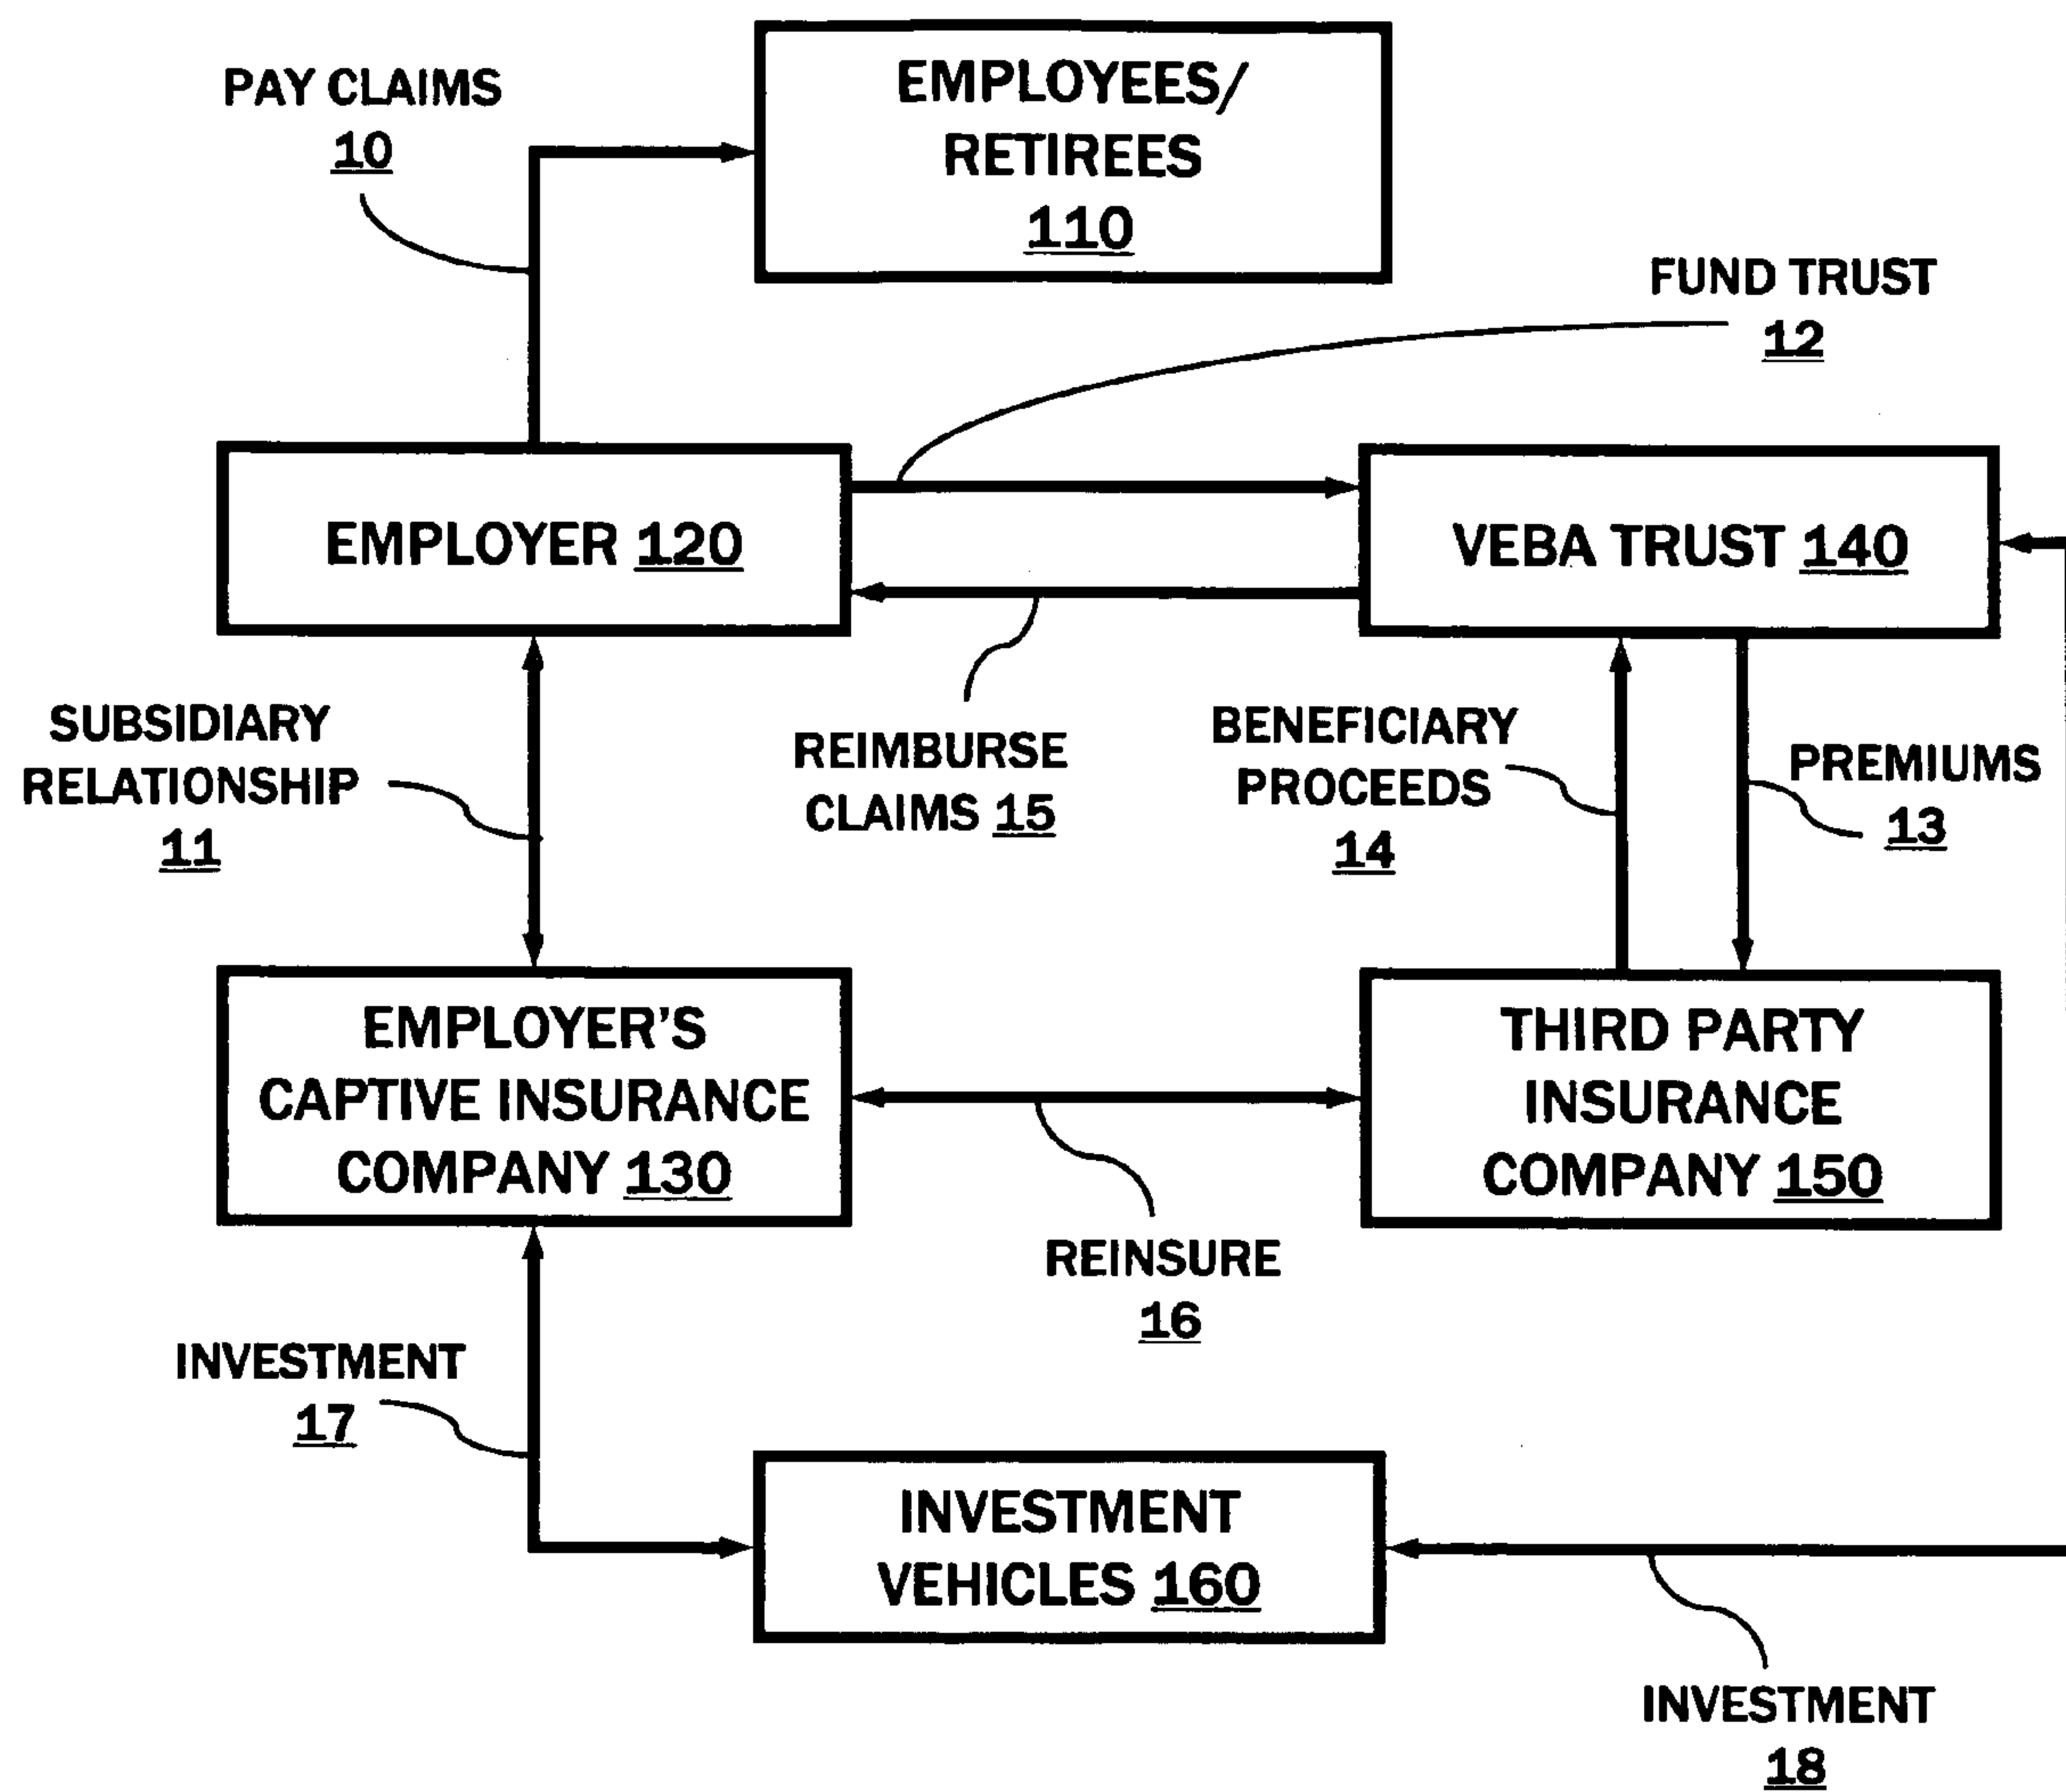 PAY CLAIMS
10
EMPLOYEES/
RETIREES
110
FUND TRUST
12
EMPLOYER 120
VEBA TRUST 140
SUBSIDIARY
RELATIONSHIP
11
REIMBURSE
CLAIMS 15
BENEFICIARY
PROCEEDS
14
PREMIUMS
13
EMPLOYER'S
CAPTIVE INSURANCE
COMPANY 130
THIRD PARTY
INSURANCE
COMPANY 150
REINSURE
16
INVESTMENT
17
INVESTMENT
VEHICLES 160
INVESTMENT
18